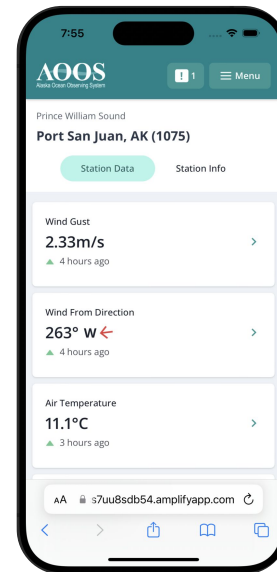 7:55
AOOS
Alaska Ocean Observing System
! 1
Menu
Prince William Sound
Port San Juan, AK (1075)
Station Data Station Info
Wind Gust
2.33m/s
4 hours ago
Wind From Direction
263° W
4 hours ago
Air Temperature
11.1°C
3 hours ago
AA s7uu8sdb54.amplifyapp.com